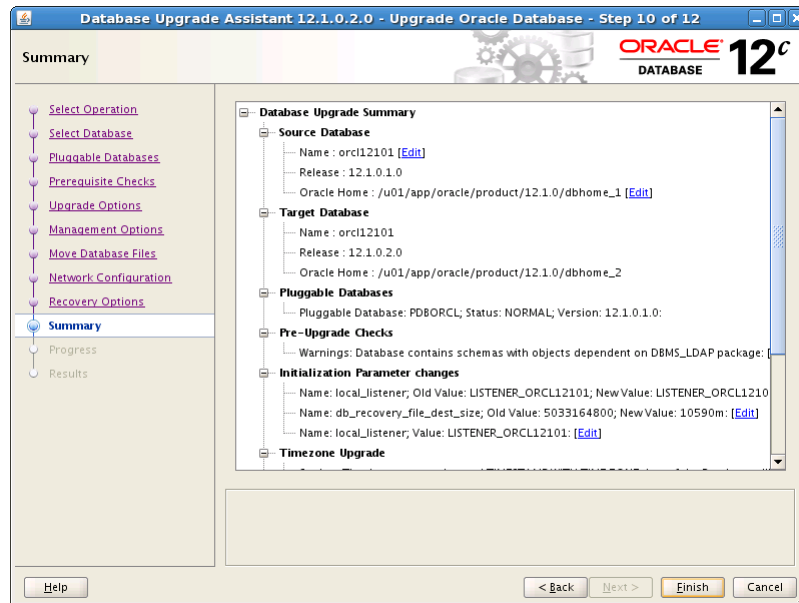 Database Upgrade Assistant 12.1.0.2.0 - Upgrade Oracle Database - Step 10 of 12
Summary
ORACLE
DATABASE
12c
Select Operation
Select Database
Pluggable Databases
Prerequisite Checks
Upgrade Options
Management Options
Move Database Files
Network Configuration
Recovery Options
Summary
Progress
Results
Database Upgrade Summary
Source Database
Name : orcl12101 [Edit]
Release : 12.1.0.1.0
Oracle Home : /u01/app/oracle/product/12.1.0/dbhome_1 [Edit]
Target Database
Name : orcl12101
Release : 12.1.0.2.0
Oracle Home : /u01/app/oracle/product/12.1.0/dbhome_2
Pluggable Databases
Pluggable Database: PDBORCL; Status: NORMAL; Version: 12.1.0.1.0:
Pre-Upgrade Checks
Warnings: Database contains schemas with objects dependent on DBMS_LDAP package: [
Initialization Parameter changes
Name: local_listener; Old Value: LISTENER_ORCL12101; New Value: LISTENER_ORCL1210
Name: db_recovery_file_dest_size; Old Value: 5033164800; New Value: 10590m: [Edit]
Name: local_listener; Value: LISTENER_ORCL12101: [Edit]
Timezone Upgrade
Help
< Back
Next >
Finish
Cancel